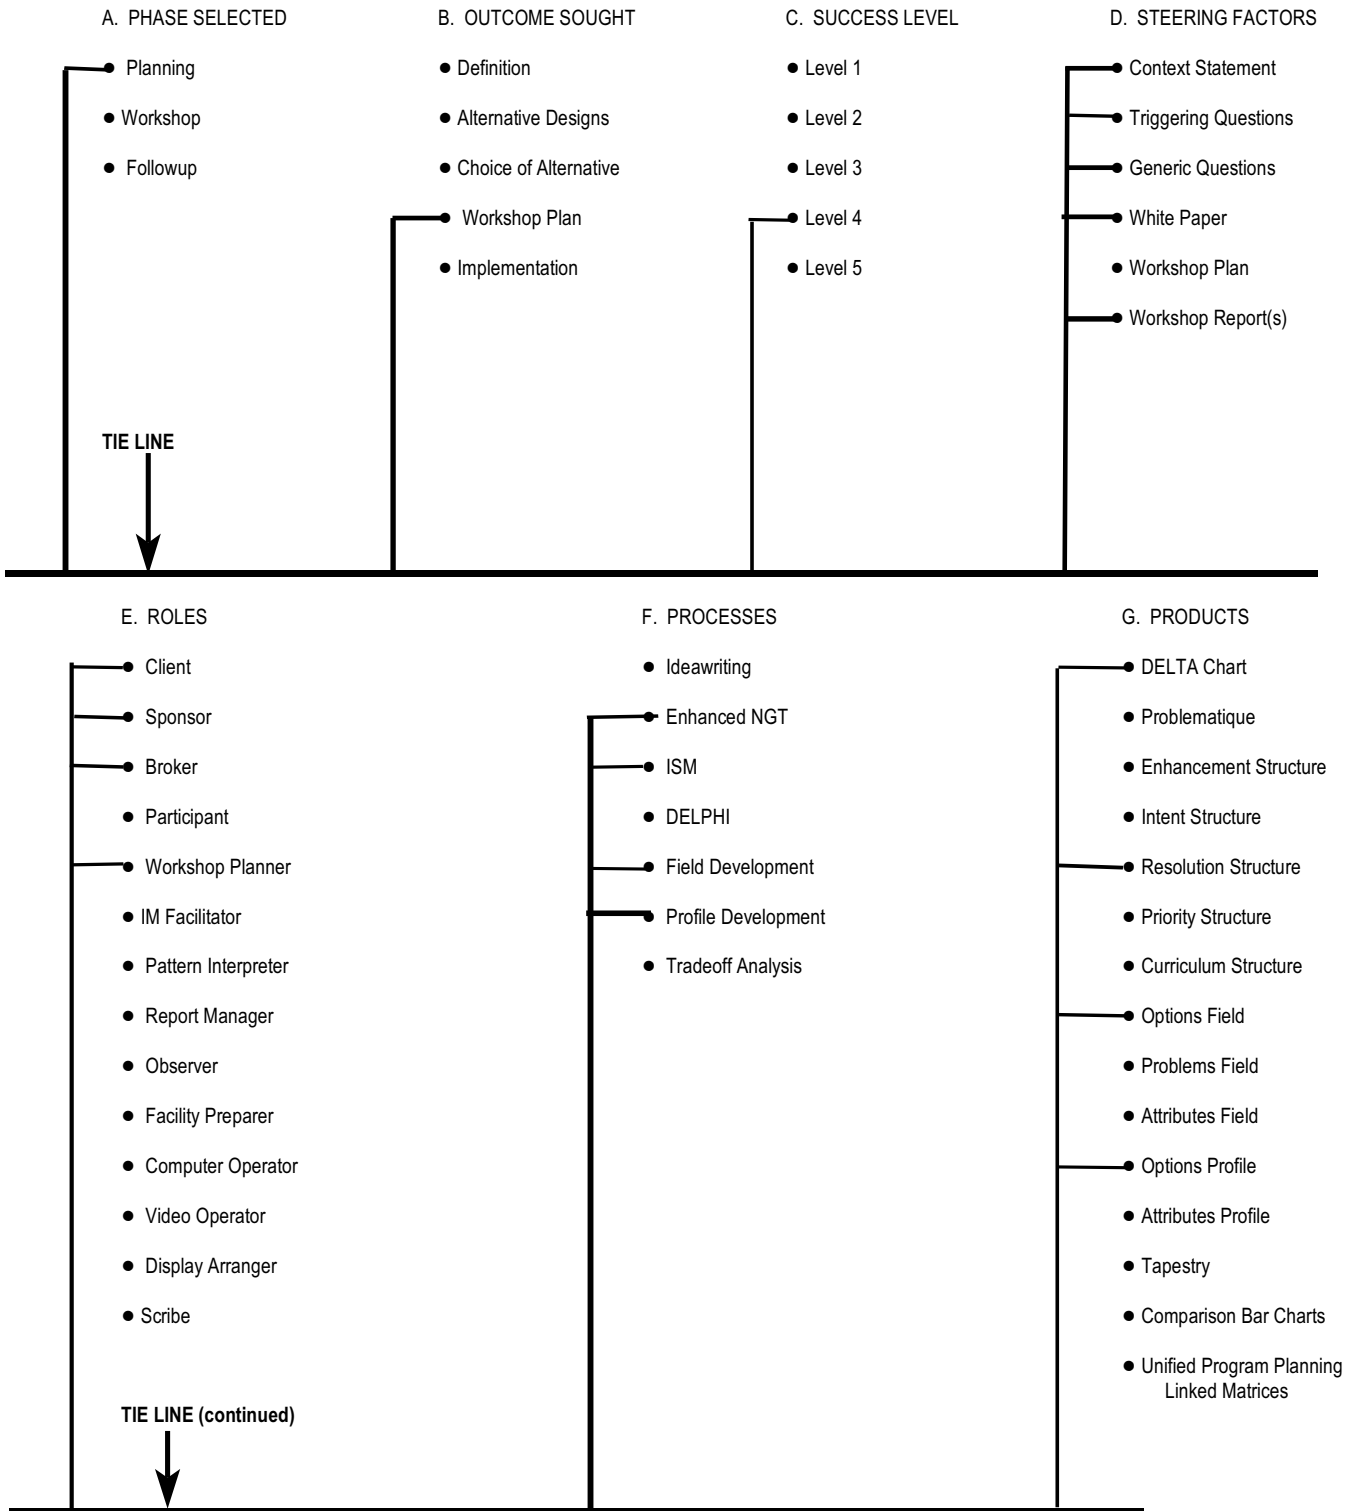 A. PHASE SELECTED
● Planning
● Workshop
● Followup
B. OUTCOME SOUGHT
● Definition
● Alternative Designs
● Choice of Alternative
● Workshop Plan
● Implementation
C. SUCCESS LEVEL
● Level 1
● Level 2
● Level 3
● Level 4
● Level 5
D. STEERING FACTORS
● Context Statement
● Triggering Questions
● Generic Questions
● White Paper
● Workshop Plan
● Workshop Report(s)
TIE LINE
E. ROLES
● Client
● Sponsor
● Broker
● Participant
● Workshop Planner
● IM Facilitator
● Pattern Interpreter
● Report Manager
● Observer
● Facility Preparer
● Computer Operator
● Video Operator
● Display Arranger
● Scribe
F. PROCESSES
● Ideawriting
● Enhanced NGT
● ISM
● DELPHI
● Field Development
● Profile Development
● Tradeoff Analysis
G. PRODUCTS
● DELTA Chart
● Problematique
● Enhancement Structure
● Intent Structure
● Resolution Structure
● Priority Structure
● Curriculum Structure
● Options Field
● Problems Field
● Attributes Field
● Options Profile
● Attributes Profile
● Tapestry
● Comparison Bar Charts
● Unified Program Planning
Linked Matrices
TIE LINE (continued)